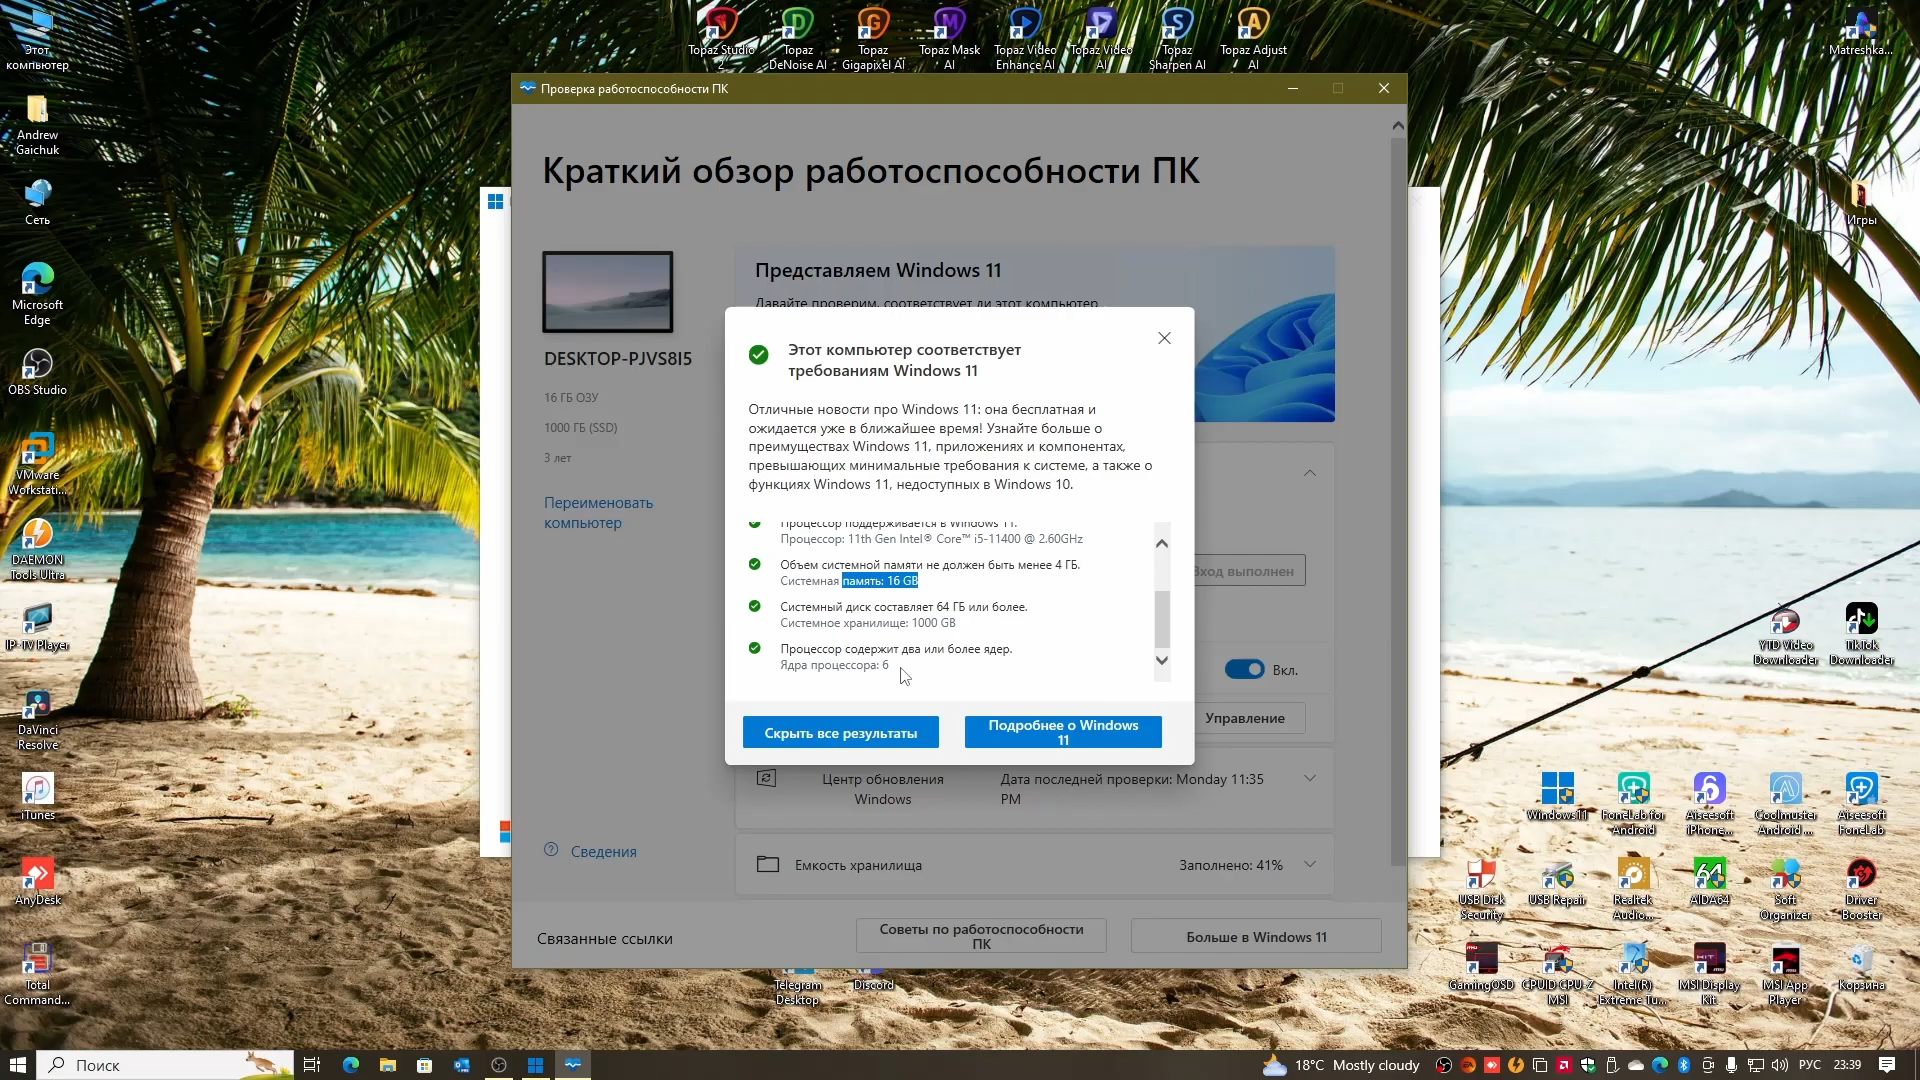 Этот
компьютер
Topaz Studio
2
Topaz
DeNoise AI
Topaz
Gigapixel AI
Topaz Mask
AI
Topaz Video
Enhance AI
Topaz Video
AI
Topaz
Sharpen AI
Topaz Adjust
AI
Matreshka...
Andrew
Gaichuk
Сеть
Microsoft
Edge
OBS Studio
VMware
Workstati...
DAEMON
Tools Ultra
IP-TV Player
DaVinci
Resolve
iTunes
AnyDesk
Total
Command...
Проверка работоспособности ПК
Краткий обзор работоспособности ПК
DESKTOP-PJVS8I5
16 ГБ ОЗУ
1000 ГБ (SSD)
3 лет
Переименовать
компьютер
Сведения
Представляем Windows 11
Давайте проверим, соответствует ли этот компьютер
Этот компьютер соответствует
требованиям Windows 11
Отличные новости про Windows 11: она бесплатная и
ожидается уже в ближайшее время! Узнайте больше о
преимуществах Windows 11, приложениях и компонентах,
превышающих минимальные требования к системе, а также о
функциях Windows 11, недоступных в Windows 10.
Процессор поддерживается в Windows 11.
Процессор: 11th Gen Intel® Core™ i5-11400 @ 2.60GHz
Объем системной памяти не должен быть менее 4 ГБ.
Системная память: 16 GB
Системный диск составляет 64 ГБ или более.
Системное хранилище: 1000 GB
Процессор содержит два или более ядер.
Ядра процессора: 6
Скрыть все результаты
Подробнее о Windows
11
Вход выполнен
Вкл.
Управление
Центр обновления
Windows
Дата последней проверки: Monday 11:35
PM
Емкость хранилища
Заполнено: 41%
Связанные ссылки
Советы по работоспособности
ПК
Больше в Windows 11
Telegram
Desktop
Discord
Игры
YTD Video
Downloader
TikTok
Downloader
Windows11
FoneLab for
Android
Aiseesoft
iPhone...
Coolmuster
Android ...
Aiseesoft
FoneLab
USB Disk
Security
USB Repair
Realtek
Audio...
64
AIDA64
Soft
Organizer
Driver
Booster
GamingOSD
CPUID CPU-Z
MSI
Intel(R)
Extreme Tu...
MSI Display
Kit
MSI App
Player
Корзина
Поиск
18°C Mostly cloudy
РУС
23:39